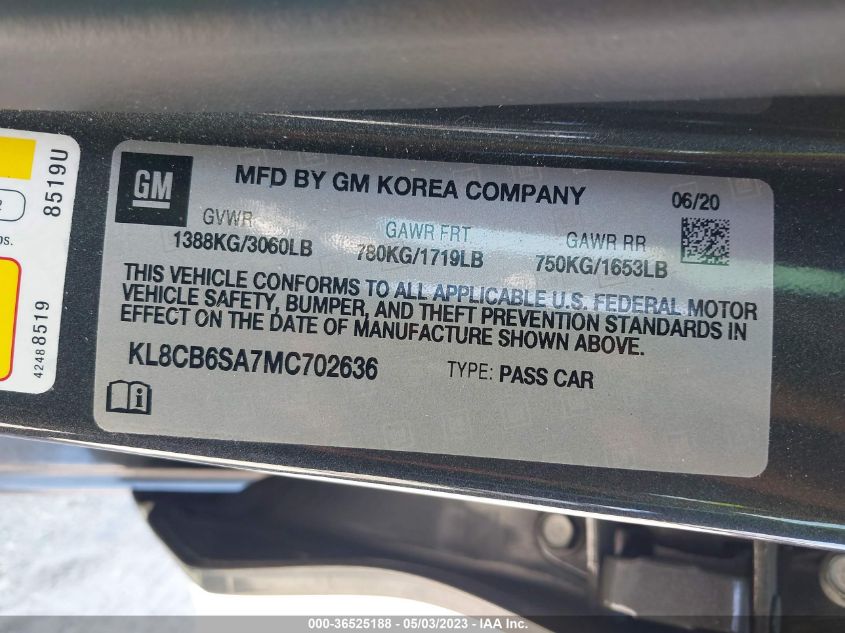 GM
MFD BY GM KOREA COMPANY
06/20
GVWR
1388KG/3060LB
GAWR FRT
780KG/1719LB
GAWR RR
750KG/1653LB
THIS VEHICLE CONFORMS TO ALL APPLICABLE U.S. FEDERAL MOTOR
VEHICLE SAFETY, BUMPER, AND THEFT PREVENTION STANDARDS IN
EFFECT ON THE DATE OF MANUFACTURE SHOWN ABOVE.
KL8CB6SA7MC702636
TYPE: PASS CAR
8519U
42488519
2
os.
000-36525188 - 05/03/2023 - IAA Inc.